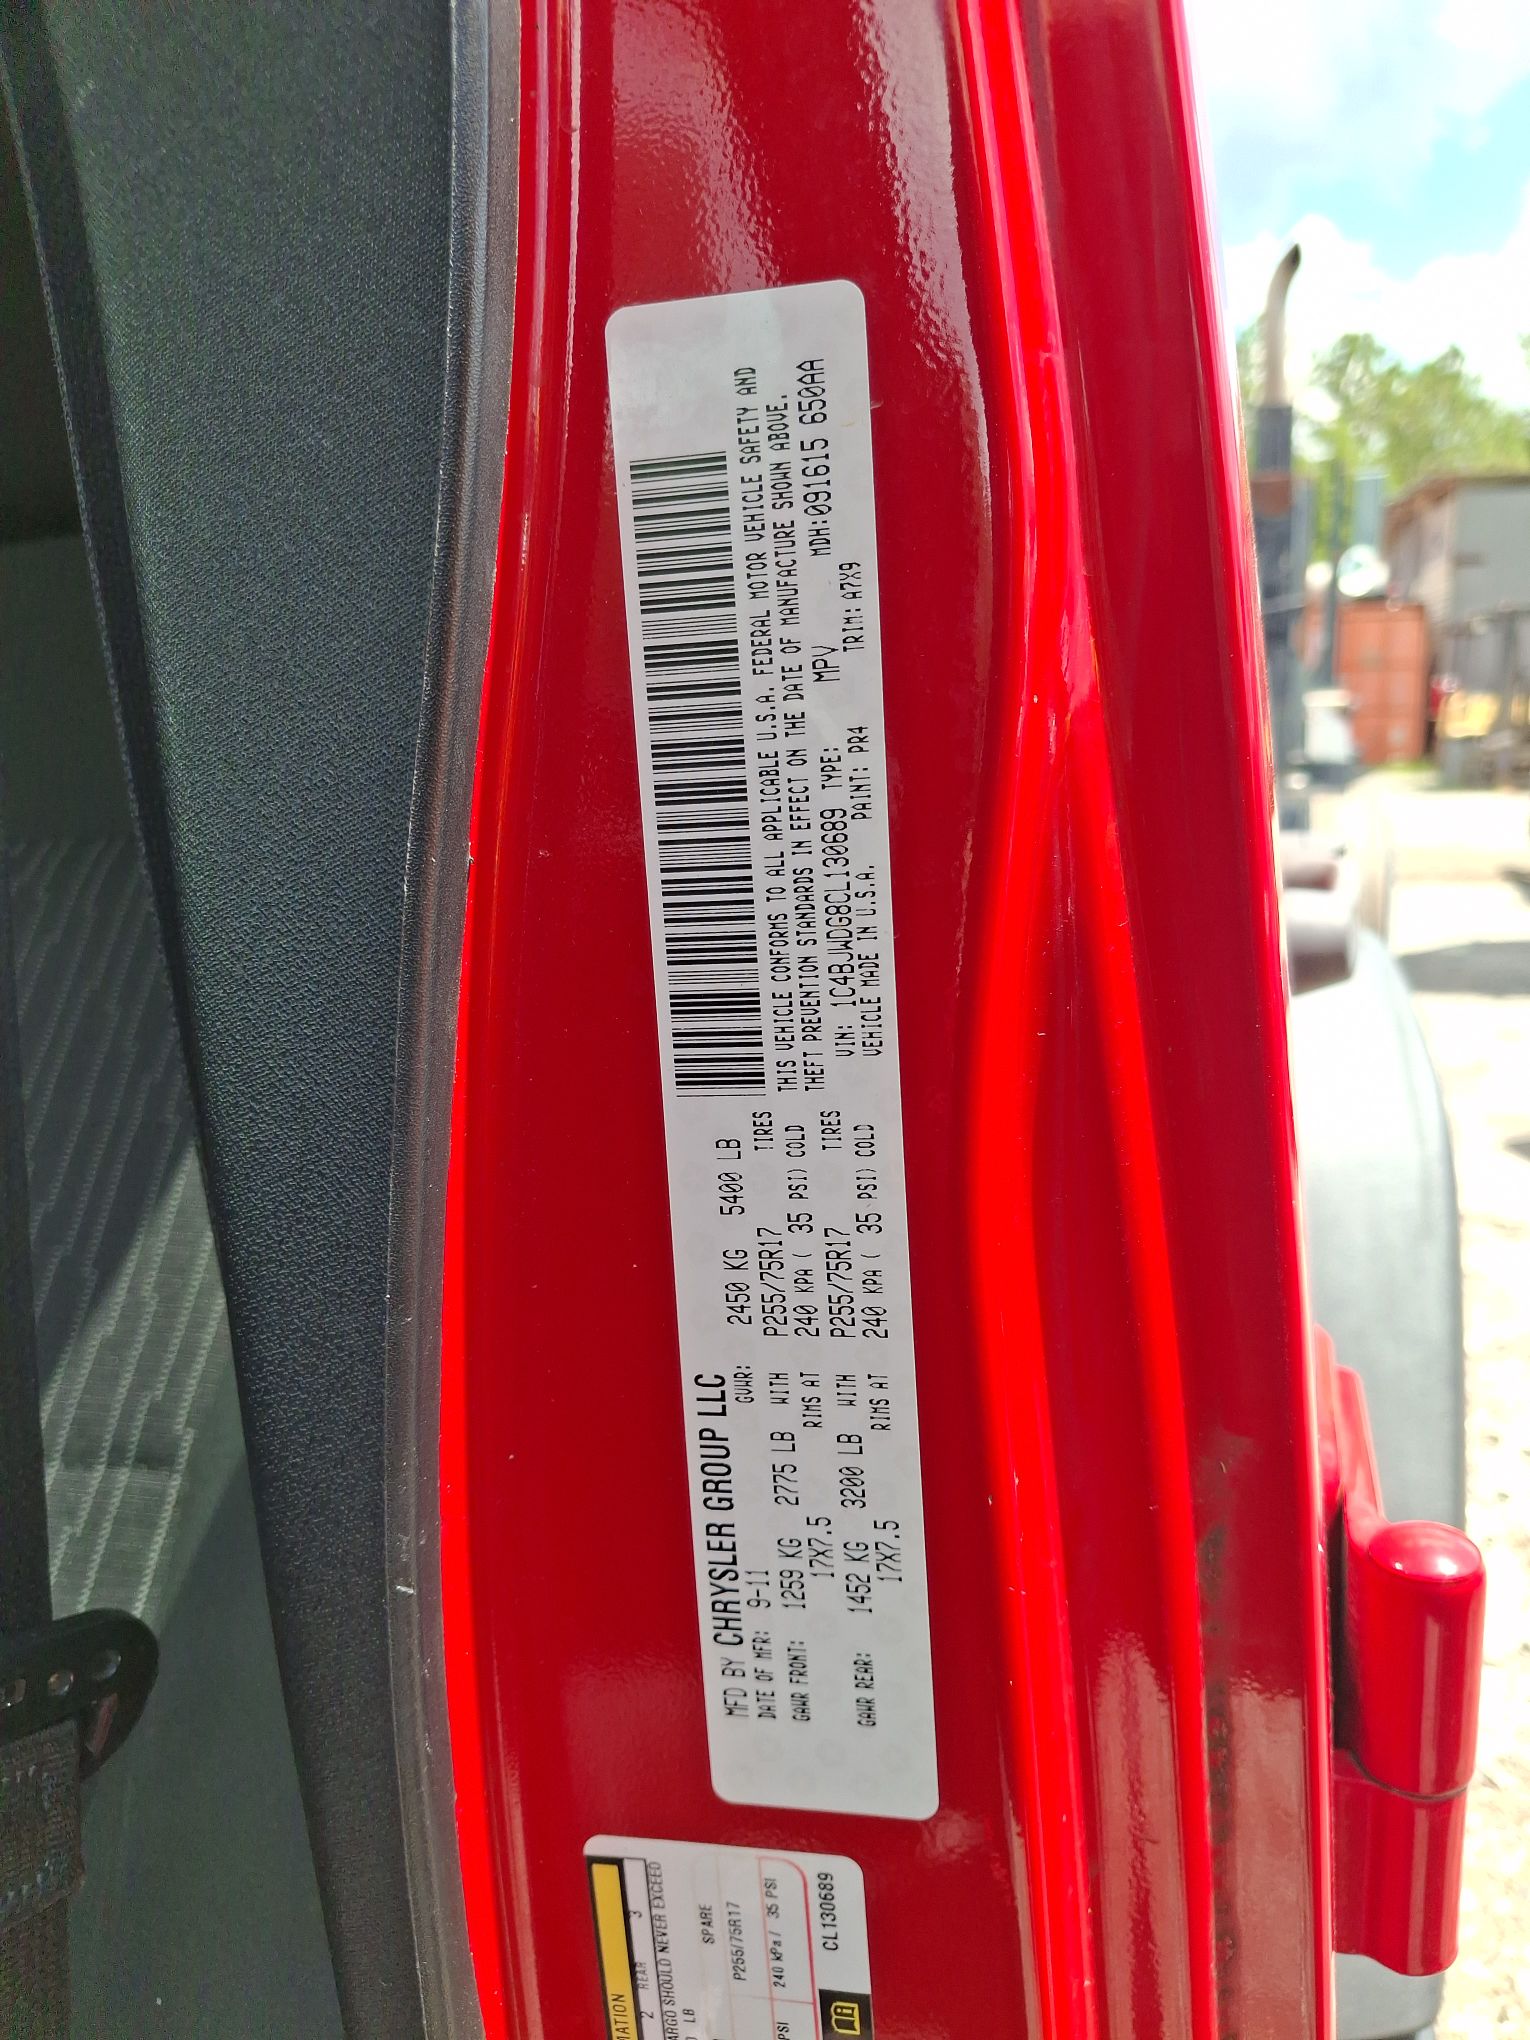 MFD BY CHRYSLER GROUP LLC
DATE OF MFR: 9-11 GVWR: 2450 KG 5400 LB
GAWR FRONT: 1259 KG 2775 LB WITH P255/75R17 TIRES
17X7.5 RIMS AT 240 KPA ( 35 PSI) COLD
GAWR REAR: 1452 KG 3200 LB WITH P255/75R17 TIRES
17X7.5 RIMS AT 240 KPA ( 35 PSI) COLD
THIS VEHICLE CONFORMS TO ALL APPLICABLE U.S.A. FEDERAL MOTOR VEHICLE SAFETY AND
THEFT PREVENTION STANDARDS IN EFFECT ON THE DATE OF MANUFACTURE SHOWN ABOVE.
VIN: 1C4BJWDG8CL130689 TYPE: MPV MDH:091615 650AA
VEHICLE MADE IN U.S.A. PAINT: PR4 TRIM: A7X9
MATION
2 REAR 3
ARGO SHOULD NEVER EXCEED
LB
SPARE
P255/75R17
PSI 240 kPa/ 35 PSI
CL130689